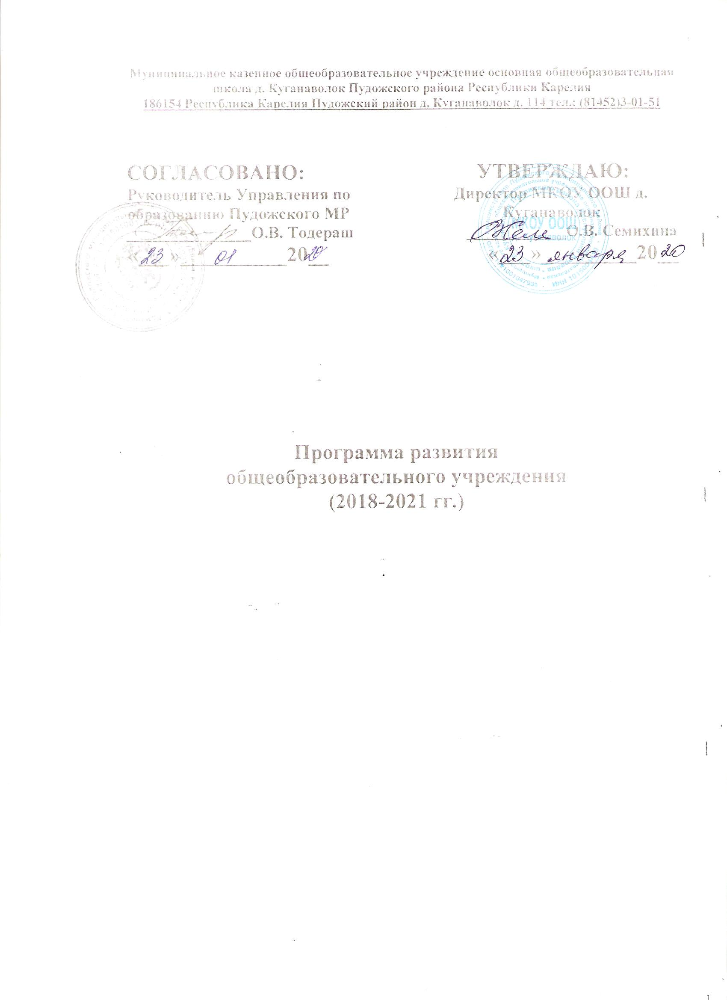 Муниципальное казенное общеобразовательное учреждение основная общеобразовательная
школа д. Куганаволок Пудожского района Республики Карелия
186154 Республика Карелия Пудожский район д. Куганаволок д. 114 тел.: (81452)3-01-51
СОГЛАСОВАНО:
Руководитель Управления по
образованию Пудожского МР
О.В. Тодераш
« 23 » 01 2020
УТВЕРЖДАЮ:
Директор МКОУ ООШ д.
Куганаволок
О.В. Семихина
« 23 » января 2020
МКОУ ООШ
Программа развития
общеобразовательного учреждения
(2018-2021 гг.)